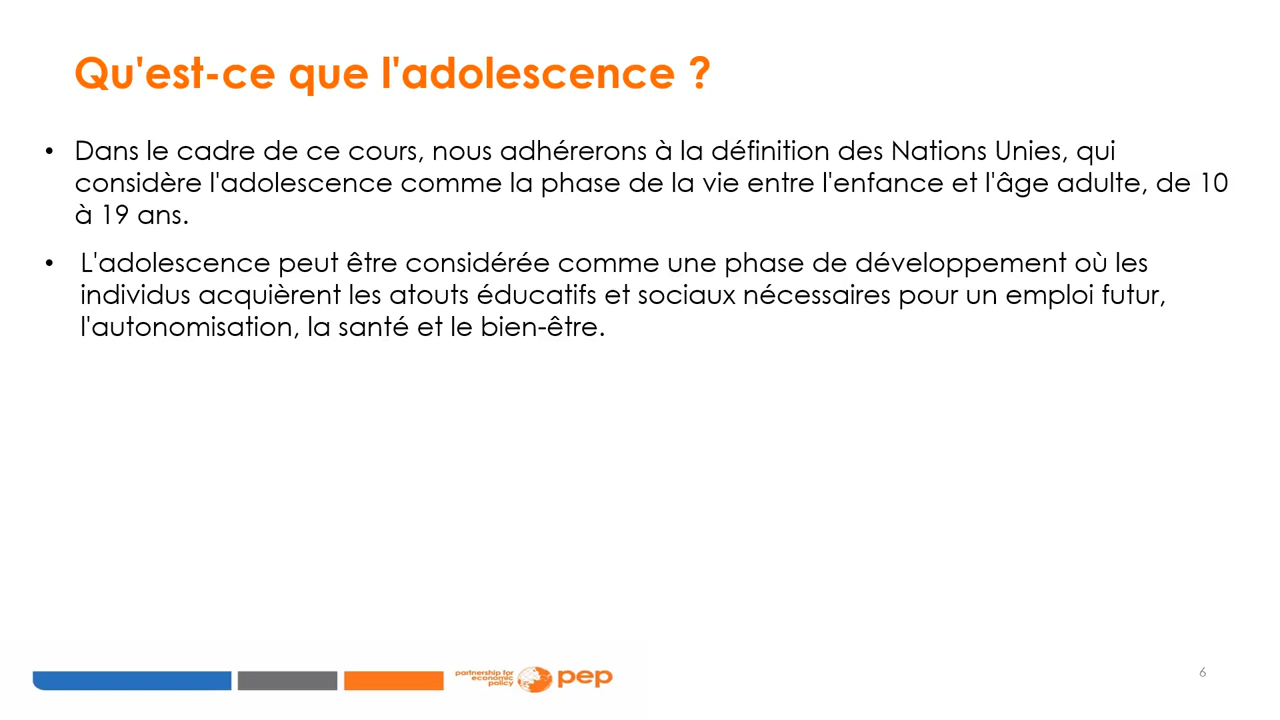 Qu'est-ce que l'adolescence ?
• Dans le cadre de ce cours, nous adhérerons à la définition des Nations Unies, qui
considère l'adolescence comme la phase de la vie entre l'enfance et l'âge adulte, de 10
à 19 ans.
• L'adolescence peut être considérée comme une phase de développement où les
individus acquièrent les atouts éducatifs et sociaux nécessaires pour un emploi futur,
l'autonomisation, la santé et le bien-être.
partnership for
economic
policy
pep
6